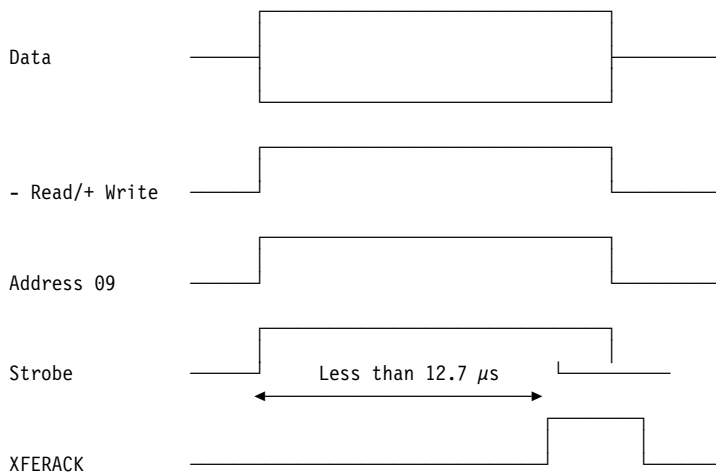 Data
- Read/+ Write
Address 09
Strobe
Less than 12.7 μs
XFERACK